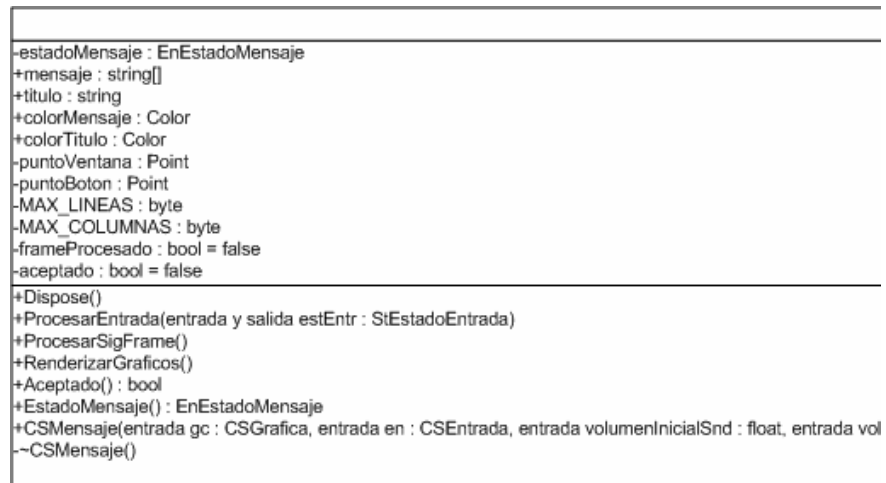 -estadoMensaje : EnEstadoMensaje
+mensaje : string[]
+titulo : string
+colorMensaje : Color
+colorTitulo : Color
-puntoVentana : Point
-puntoBoton : Point
-MAX_LINEAS : byte
-MAX_COLUMNAS : byte
-frameProcesado : bool = false
-aceptado : bool = false
+Dispose()
+ProcesarEntrada(entrada y salida estEntr : StEstadoEntrada)
+ProcesarSigFrame()
+RenderizarGraficos()
+Aceptado() : bool
+EstadoMensaje() : EnEstadoMensaje
+CSMensaje(entrada gc : CSGrafica, entrada en : CSEntrada, entrada volumenInicialSnd : float, entrada vol
-~CSMensaje()